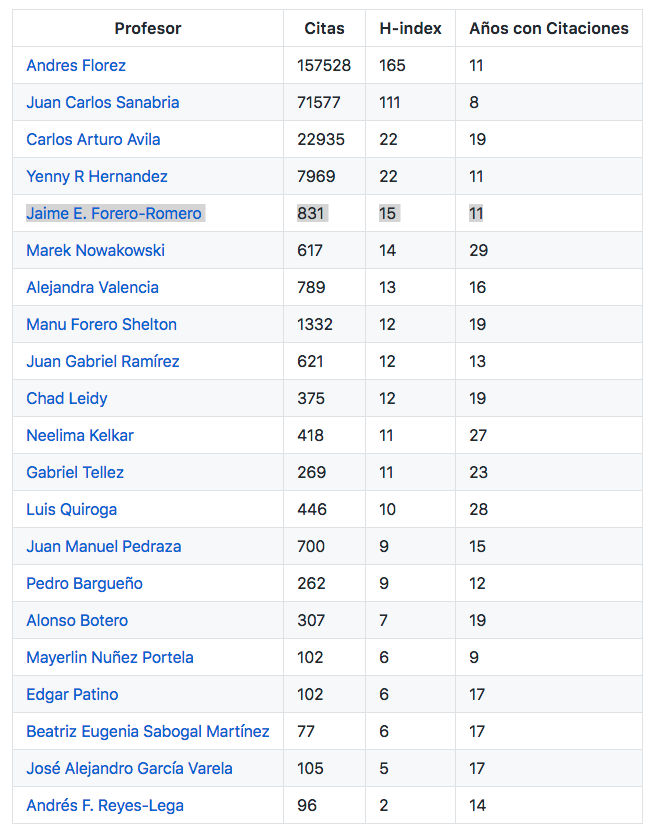 Profesor Citas H-index Años con Citaciones
Andres Florez 157528 165 11
Juan Carlos Sanabria 71577 111 8
Carlos Arturo Avila 22935 22 19
Yenny R Hernandez 7969 22 11
Jaime E. Forero-Romero 831 15 11
Marek Nowakowski 617 14 29
Alejandra Valencia 789 13 16
Manu Forero Shelton 1332 12 19
Juan Gabriel Ramírez 621 12 13
Chad Leidy 375 12 19
Neelima Kelkar 418 11 27
Gabriel Tellez 269 11 23
Luis Quiroga 446 10 28
Juan Manuel Pedraza 700 9 15
Pedro Bargueño 262 9 12
Alonso Botero 307 7 19
Mayerlin Nuñez Portela 102 6 9
Edgar Patino 102 6 17
Beatriz Eugenia Sabogal Martínez 77 6 17
José Alejandro García Varela 105 5 17
Andrés F. Reyes-Lega 96 2 14